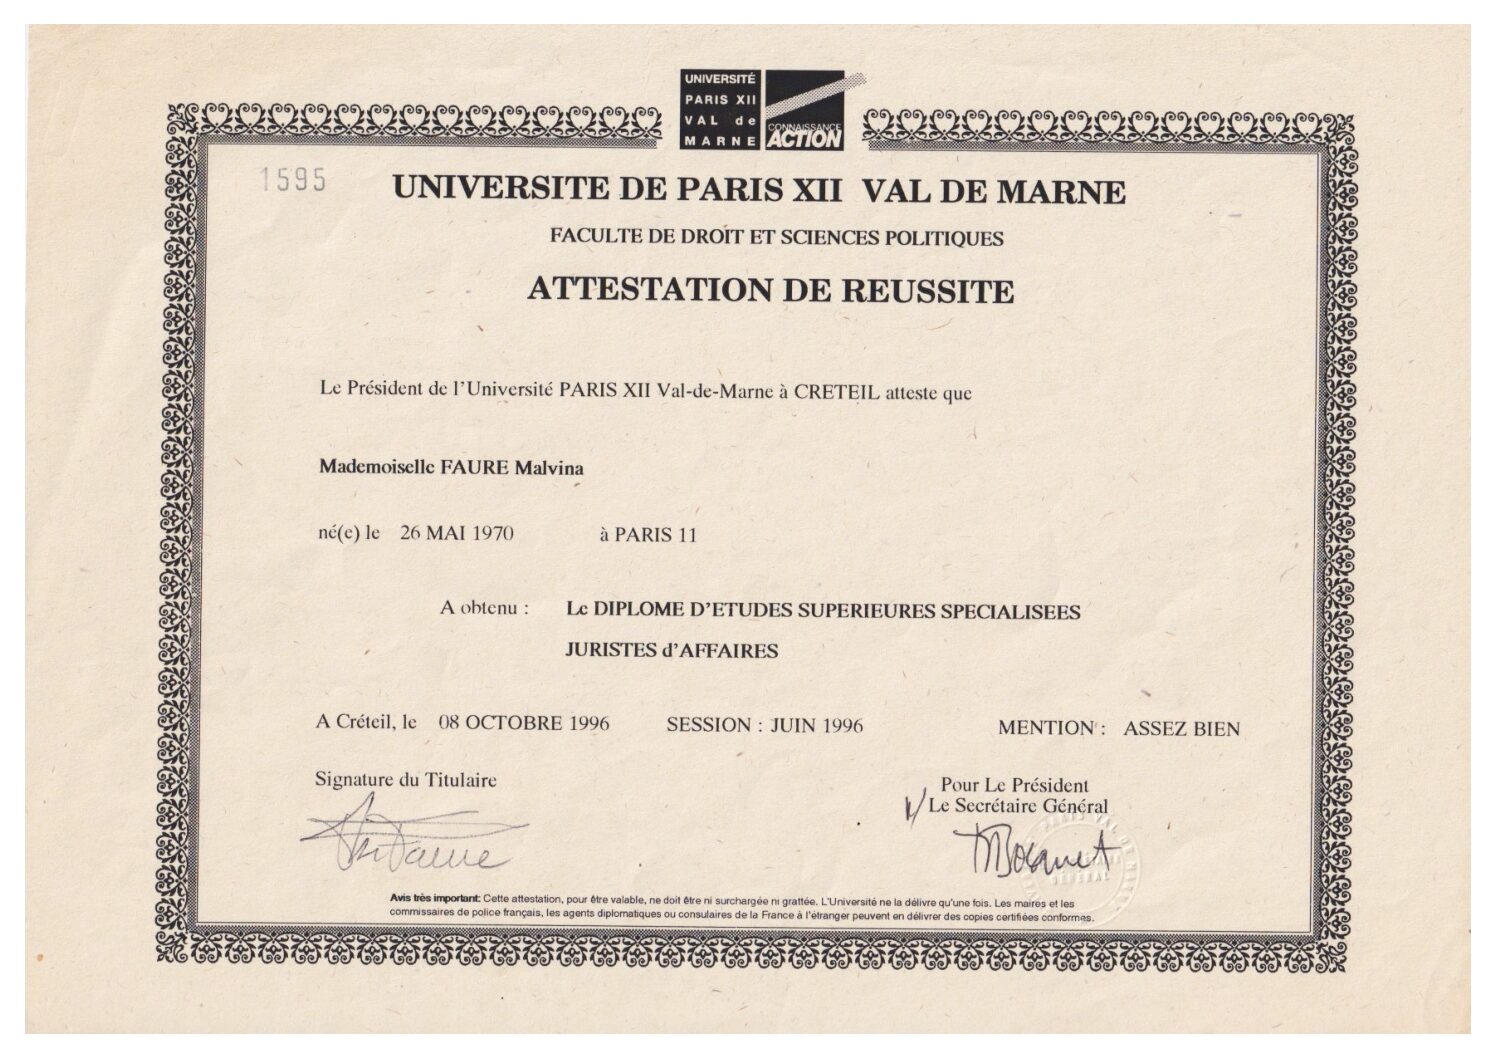 UNIVERSITÉ
PARIS XII
VAL de
MARNE
CONNAISSANCE
ACTION
1595
UNIVERSITE DE PARIS XII VAL DE MARNE
FACULTE DE DROIT ET SCIENCES POLITIQUES
ATTESTATION DE REUSSITE
Le Président de l'Université PARIS XII Val-de-Marne à CRETEIL atteste que
Mademoiselle FAURE Malvina
né(e) le 26 MAI 1970 à PARIS 11
A obtenu : Le DIPLOME D'ETUDES SUPERIEURES SPECIALISEES
JURISTES d'AFFAIRES
A Créteil, le 08 OCTOBRE 1996 SESSION : JUIN 1996 MENTION : ASSEZ BIEN
Signature du Titulaire
Pour Le Président
Le Secrétaire Général
Avis très important: Cette attestation, pour être valable, ne doit être ni surchargée ni grattée. L'Université ne la délivre qu'une fois. Les maires et les
commissaires de police français, les agents diplomatiques ou consulaires de la France à l'étranger peuvent en délivrer des copies certifiées conformes.